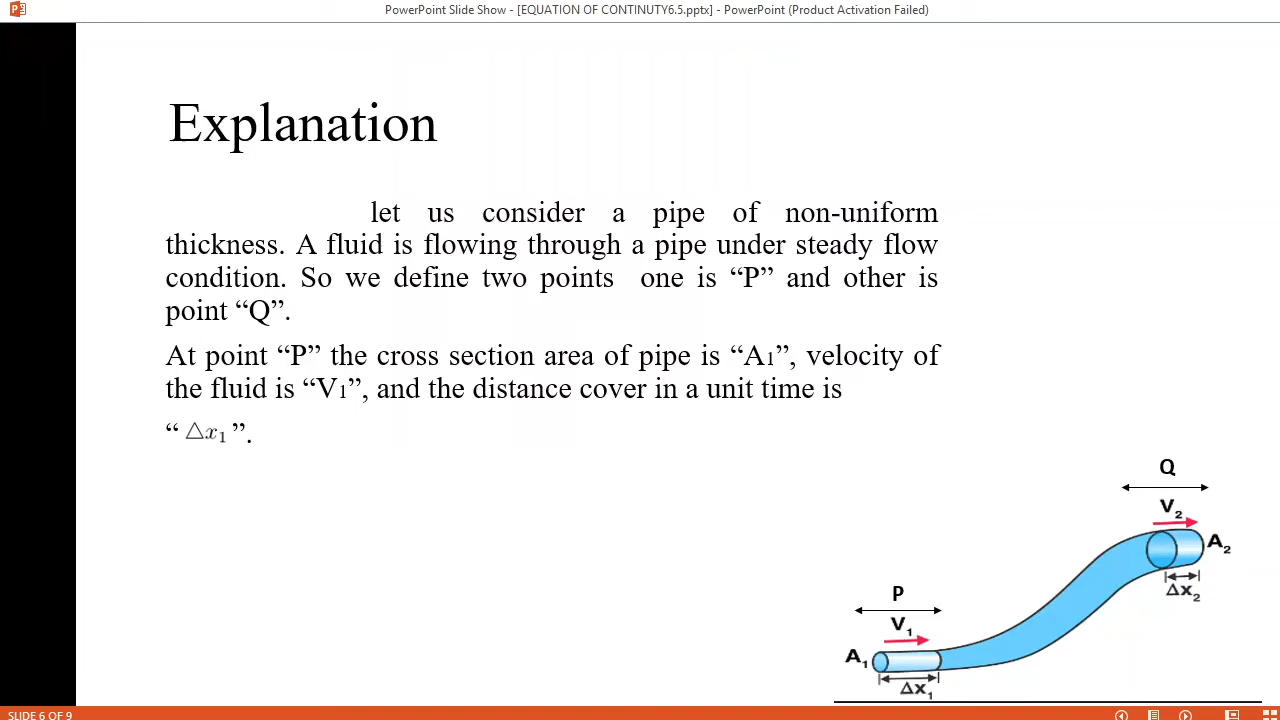 PowerPoint Slide Show - [EQUATION OF CONTINUTY6.5.pptx] - PowerPoint (Product Activation Failed)
Explanation
let us consider a pipe of non-uniform
thickness. A fluid is flowing through a pipe under steady flow
condition. So we define two points one is “P” and other is
point “Q”.
At point “P” the cross section area of pipe is “A1”, velocity of
the fluid is “V1”, and the distance cover in a unit time is
“ △x₁ ”.
Q
V₂
A₂
Δx₂
P
V₁
A₁
Δx₁
SLIDE 6 OF 9